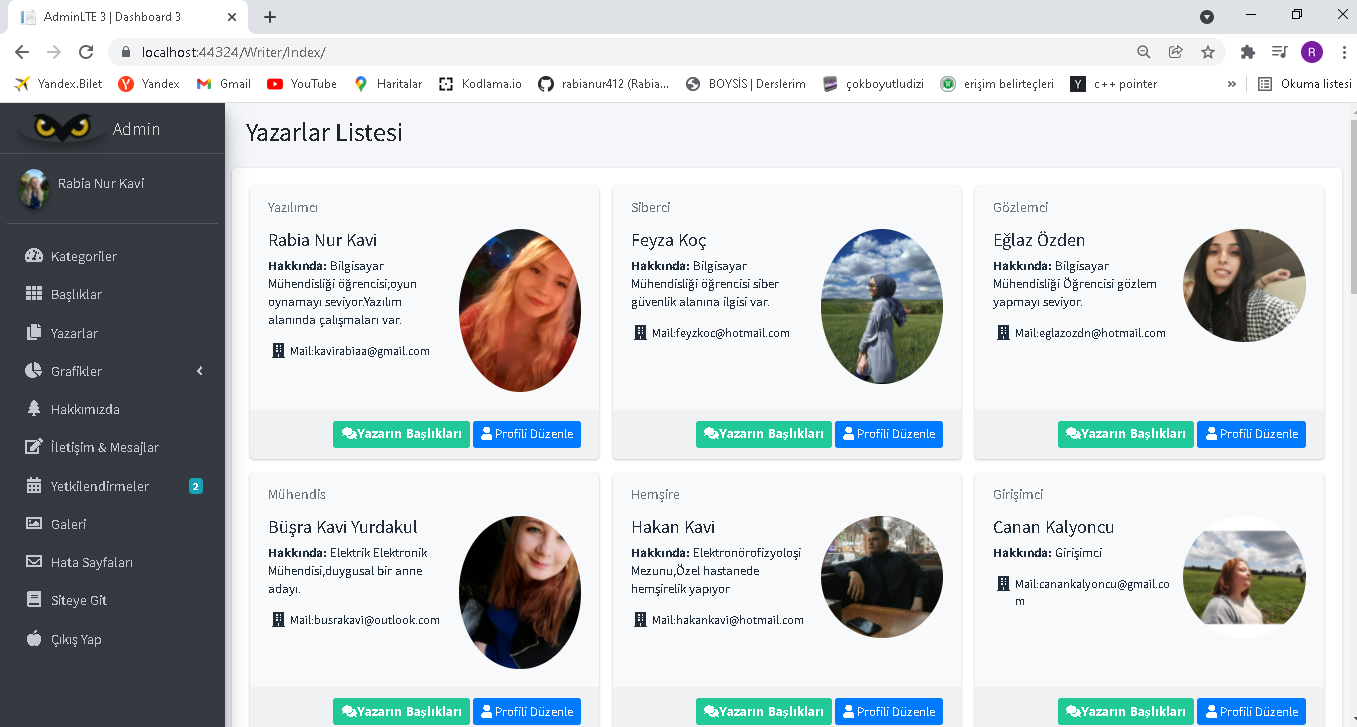 AdminLTE 3 | Dashboard 3
localhost:44324/Writer/Index/
R
Yandex.Bilet
Yandex
Gmail
YouTube
Haritalar
Kodlama.io
rabianur412 (Rabia...
BOYSİS | Derslerim
çokboyutludizi
erişim belirteçleri
Y
c++ pointer
»
Okuma listesi
Admin
Rabia Nur Kavi
Kategoriler
Başlıklar
Yazarlar
Grafikler
Hakkımızda
İletişim & Mesajlar
Yetkilendirmeler 2
Galeri
Hata Sayfaları
Siteye Git
Çıkış Yap
Yazarlar Listesi
Yazılımcı
Rabia Nur Kavi
Hakkında: Bilgisayar
Mühendisliği öğrencisi;oyun
oynamayı seviyor.Yazılım
alanında çalışmaları var.
Mail:kavirabiaa@gmail.com
Yazarın Başlıkları
Profili Düzenle
Siberci
Feyza Koç
Hakkında: Bilgisayar
Mühendisliği öğrencisi siber
güvenlik alanına ilgisi var.
Mail:feyzkoc@hotmail.com
Yazarın Başlıkları
Profili Düzenle
Gözlemci
Eğlaz Özden
Hakkında: Bilgisayar
Mühendisliği Öğrencisi gözlem
yapmayı seviyor.
Mail:eglazozdn@hotmail.com
Yazarın Başlıkları
Profili Düzenle
Mühendis
Büşra Kavi Yurdakul
Hakkında: Elektrik Elektronik
Mühendisi,duygusal bir anne
adayı.
Mail:busrakavi@outlook.com
Yazarın Başlıkları
Profili Düzenle
Hemşire
Hakan Kavi
Hakkında: Elektronörofizyoloşi
Mezunu,Özel hastanede
hemşirelik yapıyor
Mail:hakankavi@hotmail.com
Yazarın Başlıkları
Profili Düzenle
Girişimci
Canan Kalyoncu
Hakkında: Girişimci
Mail:canankalyoncu@gmail.co
m
Yazarın Başlıkları
Profili Düzenle